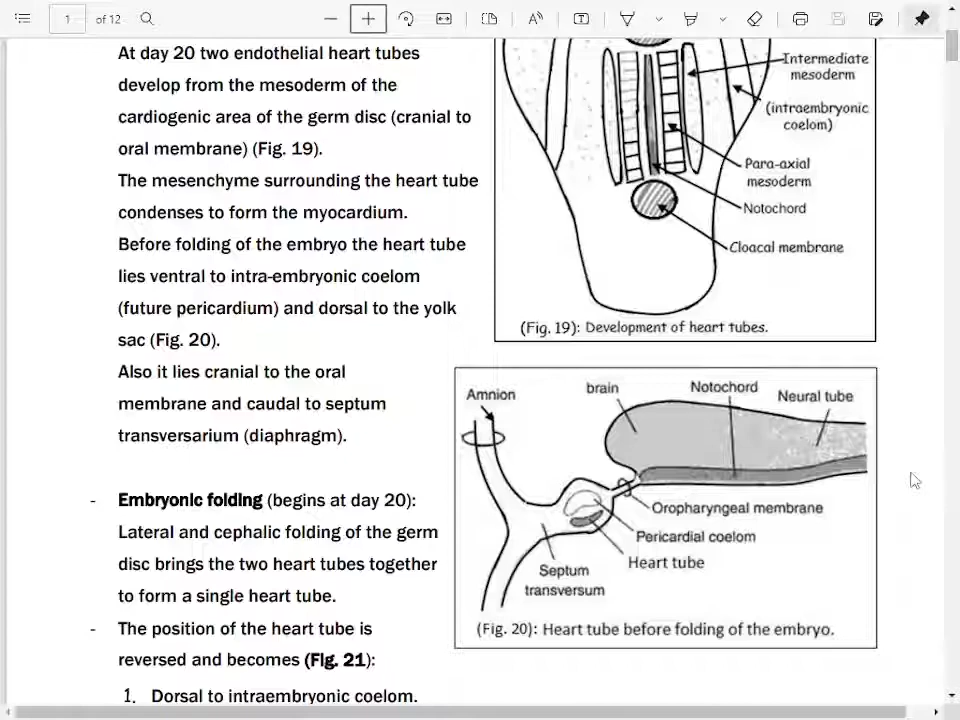 1 of 12
At day 20 two endothelial heart tubes
develop from the mesoderm of the
cardiogenic area of the germ disc (cranial to
oral membrane) (Fig. 19).
The mesenchyme surrounding the heart tube
condenses to form the myocardium.
Before folding of the embryo the heart tube
lies ventral to intra-embryonic coelom
(future pericardium) and dorsal to the yolk
sac (Fig. 20).
Also it lies cranial to the oral
membrane and caudal to septum
transversarium (diaphragm).
- Embryonic folding (begins at day 20):
Lateral and cephalic folding of the germ
disc brings the two heart tubes together
to form a single heart tube.
- The position of the heart tube is
reversed and becomes (Fig. 21):
1. Dorsal to intraembryonic coelom.
Intermediate
mesoderm
(intraembryonic
coelom)
Para-axial
mesoderm
Notochord
Cloacal membrane
(Fig. 19): Development of heart tubes.
Amnion
brain
Notochord
Neural tube
Oropharyngeal membrane
Pericardial coelom
Heart tube
Septum
transversum
(Fig. 20): Heart tube before folding of the embryo.